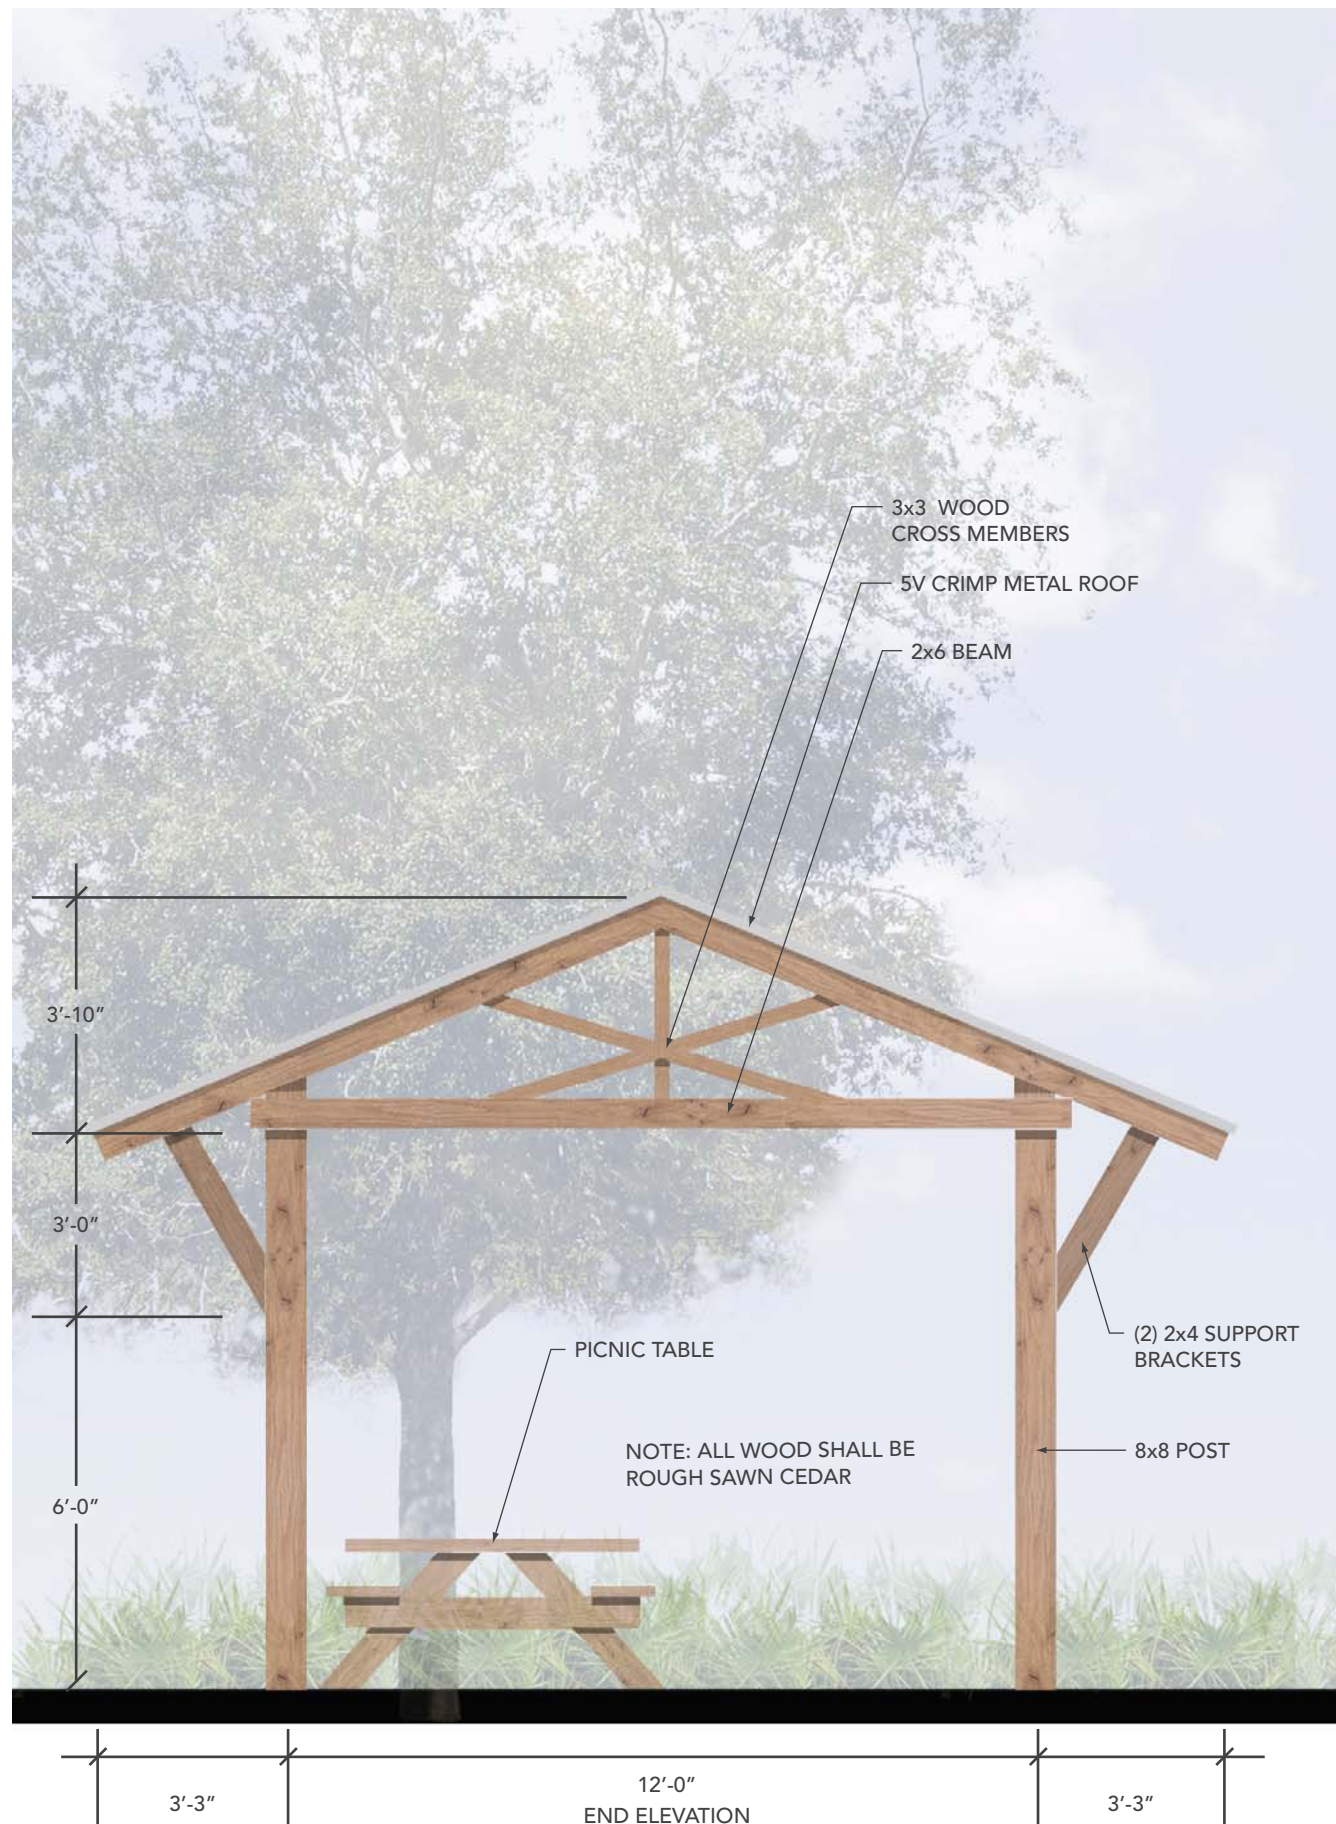 3x3 WOOD
CROSS MEMBERS
5V CRIMP METAL ROOF
2x6 BEAM
3'-10"
3'-0"
PICNIC TABLE
(2) 2x4 SUPPORT
BRACKETS
NOTE: ALL WOOD SHALL BE
ROUGH SAWN CEDAR
8x8 POST
6'-0"
3'-3"
12'-0"
END ELEVATION
3'-3"